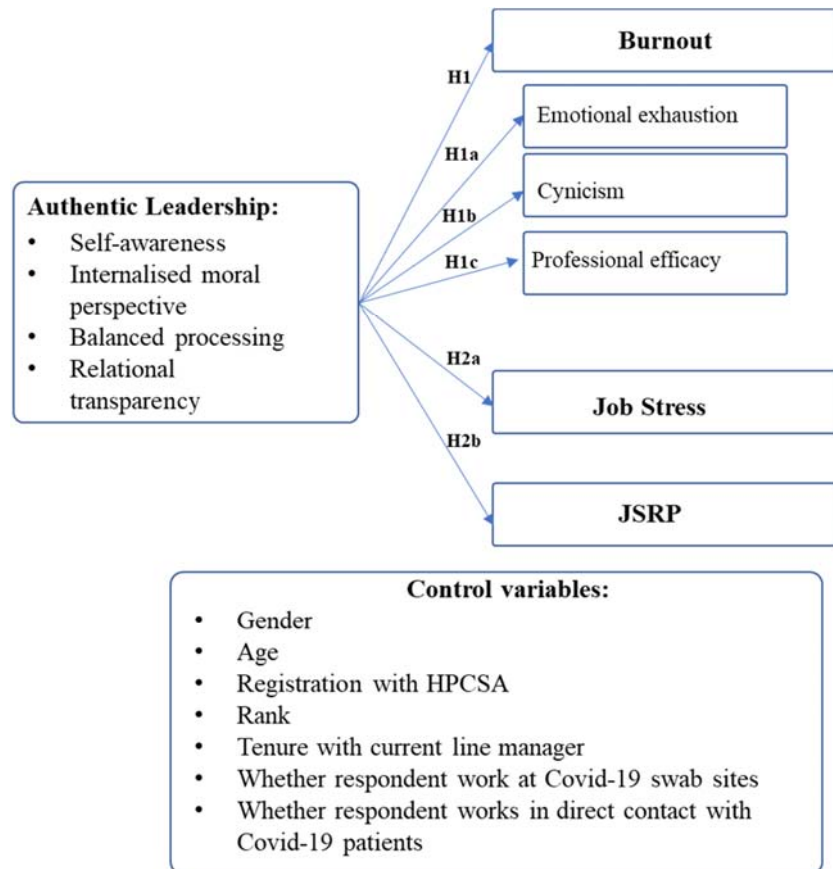 Burnout
H1
Emotional exhaustion
H1a
Cynicism
H1b
Professional efficacy
H1c
Authentic Leadership:
• Self-awareness
• Internalised moral
perspective
• Balanced processing
• Relational
transparency
H2a
Job Stress
H2b
JSRP
Control variables:
• Gender
• Age
• Registration with HPCSA
• Rank
• Tenure with current line manager
• Whether respondent work at Covid-19 swab sites
• Whether respondent works in direct contact with
Covid-19 patients